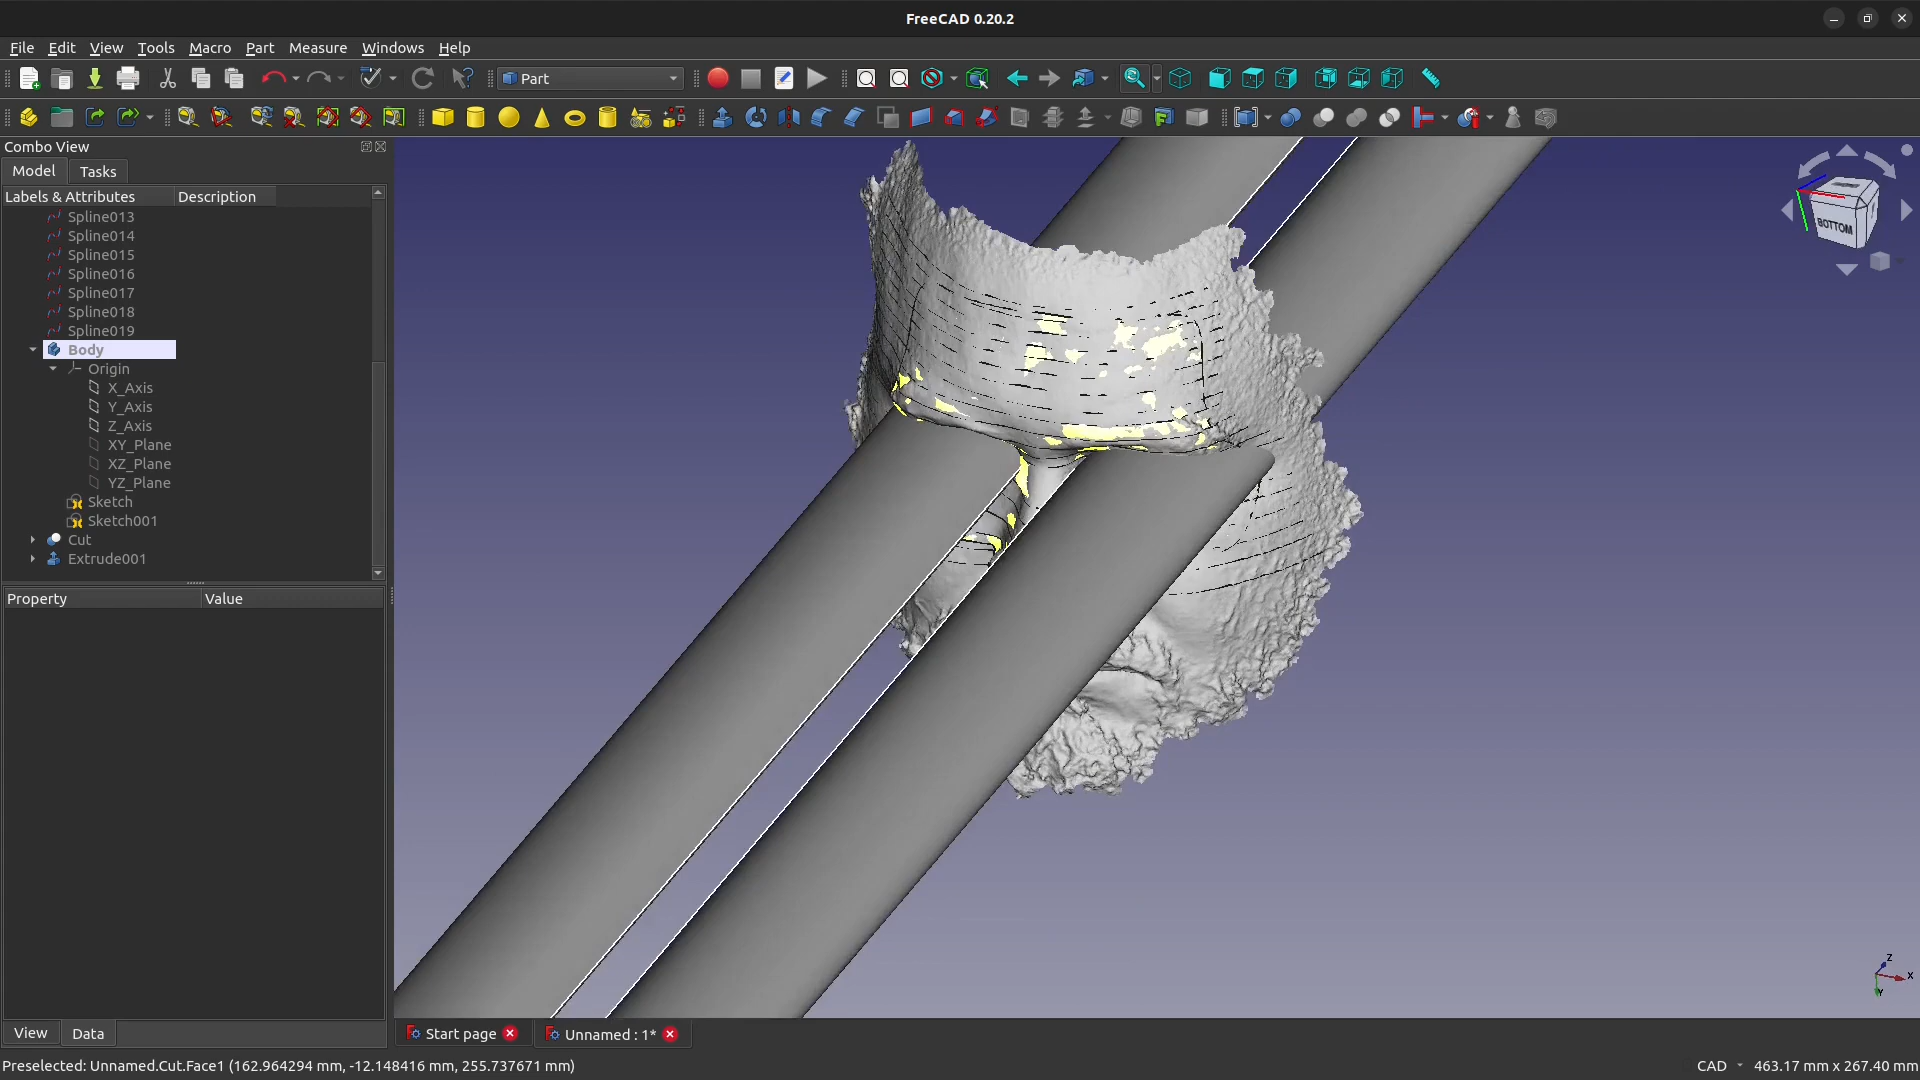 FreeCAD 0.20.2
File Edit View Tools Macro Part Measure Windows Help
Part
Combo View
Model Tasks
Labels & Attributes Description
Spline013
Spline014
Spline015
Spline016
Spline017
Spline018
Spline019
Body
Origin
X_Axis
Y_Axis
Z_Axis
XY_Plane
XZ_Plane
YZ_Plane
Sketch
Sketch001
Cut
Extrude001
Property Value
BOTTOM
Z
X
Y
View Data
Start page Unnamed : 1*
Preselected: Unnamed.Cut.Face1 (162.964294 mm, -12.148416 mm, 255.737671 mm)
CAD 463.17 mm x 267.40 mm